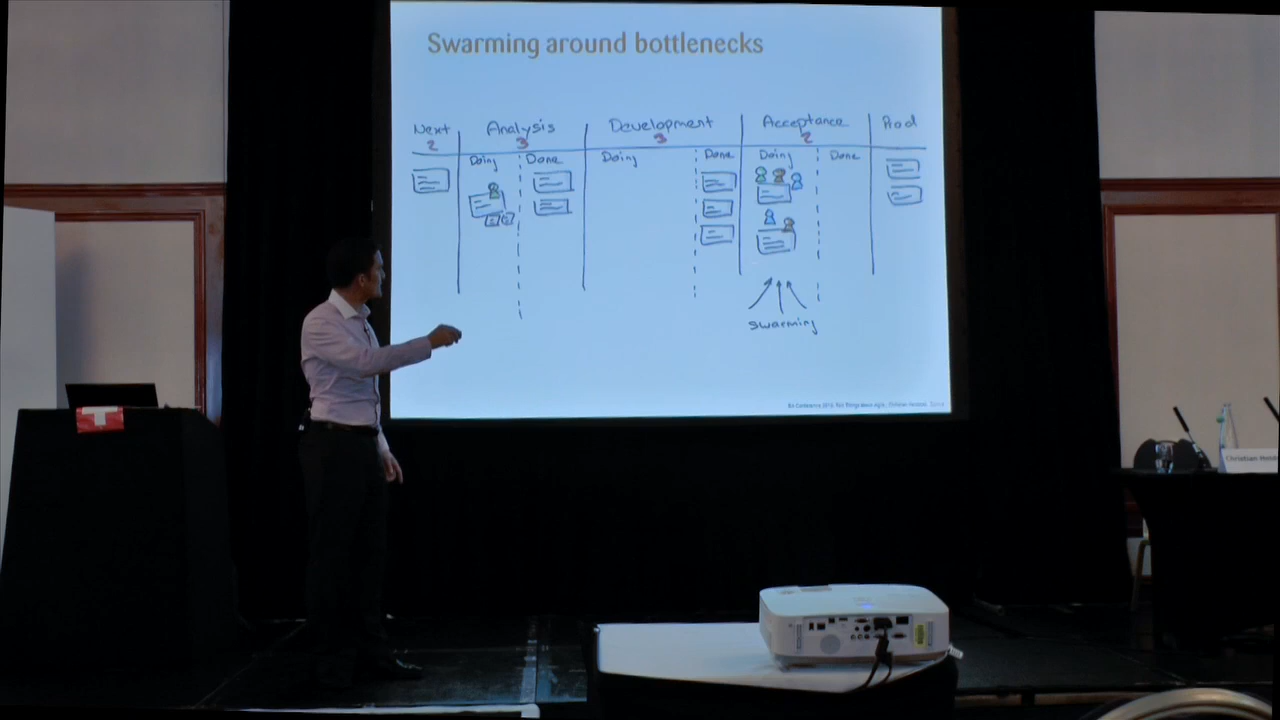 Swarming around bottlenecks
Next Analysis Development Acceptance Prod
2 3 3 2
Doing Done Doing Done Doing Done
swarming
Christian